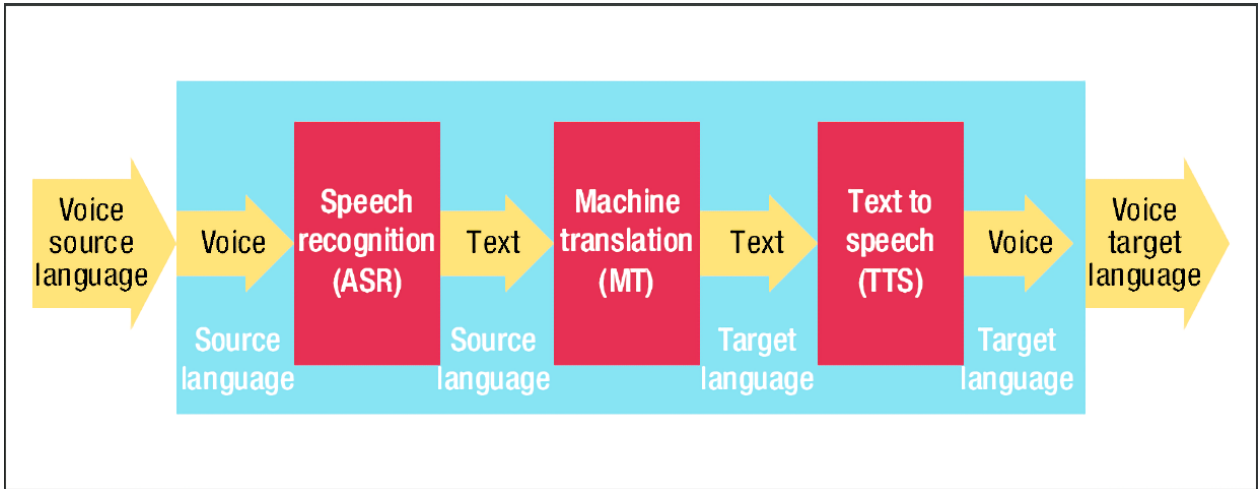 Voice
source
language
Voice
Source
language
Speech
recognition
(ASR)
Text
Source
language
Machine
translation
(MT)
Text
Target
language
Text to
speech
(TTS)
Voice
Target
language
Voice
target
language